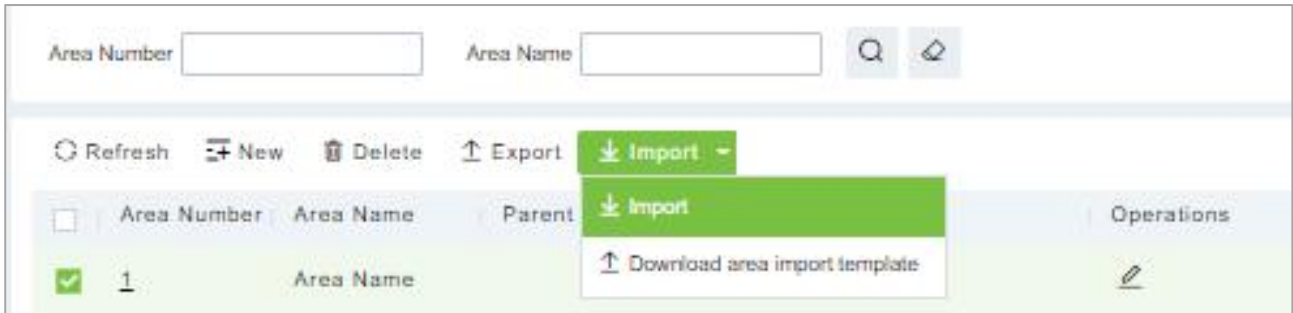 Area Number Area Name
Refresh New Delete Export Import
Area Number Area Name Parent Import Operations
Download area import template
1 Area Name